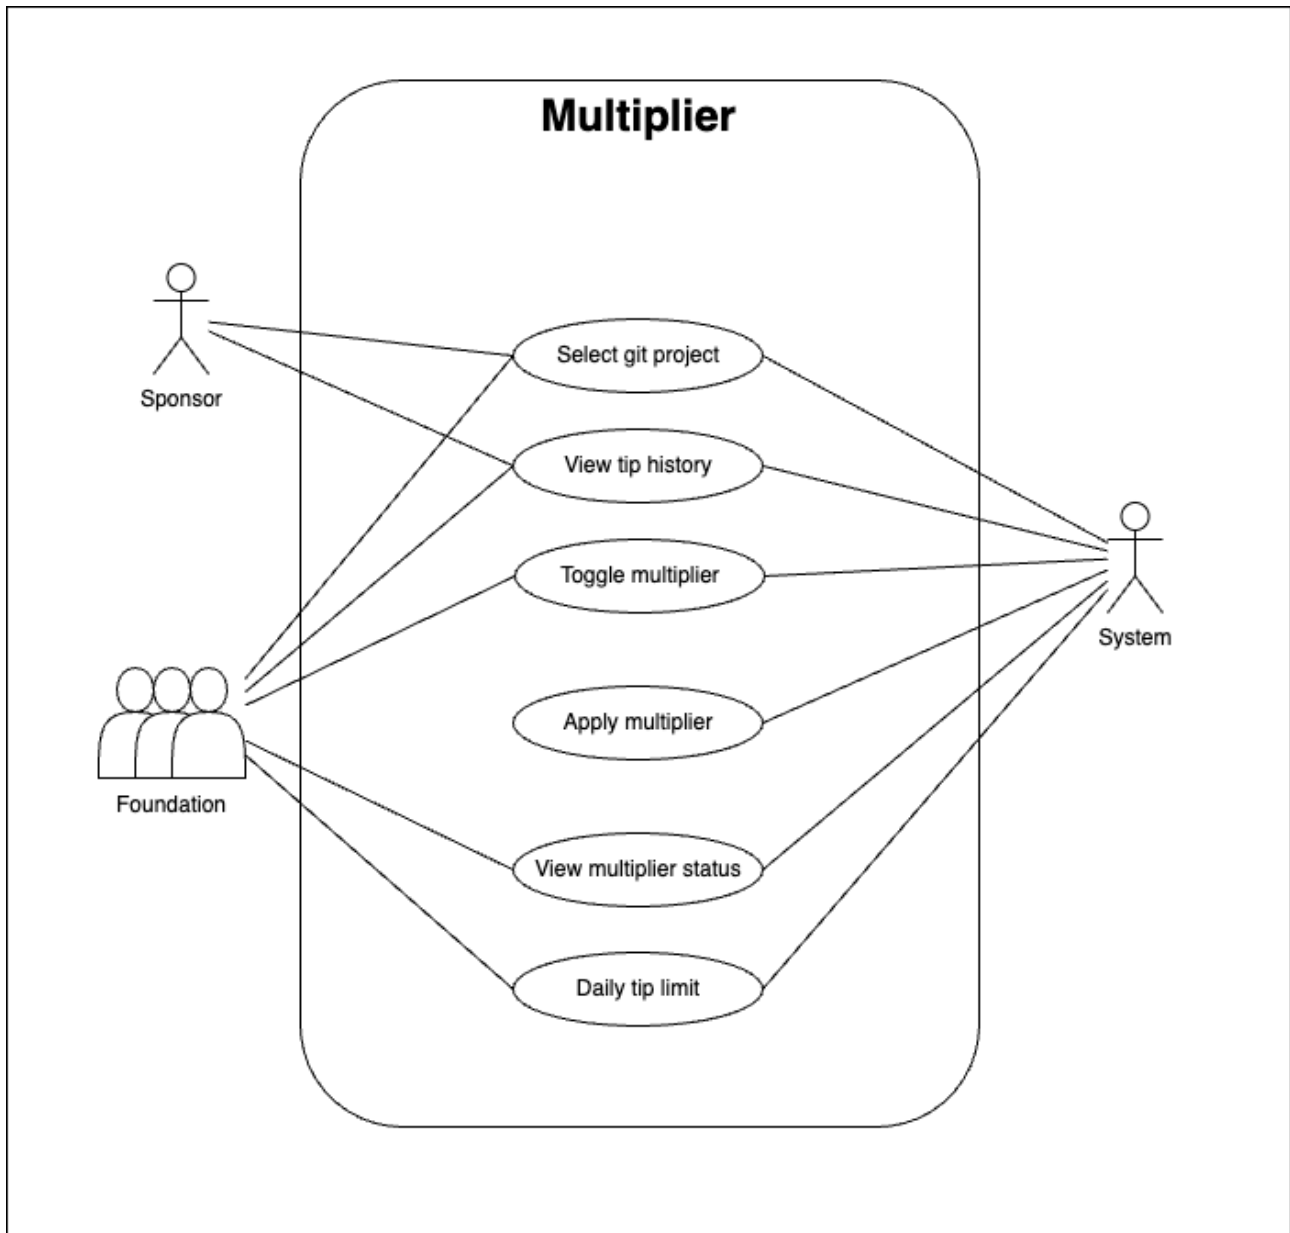 Multiplier
Sponsor
Select git project
View tip history
Toggle multiplier
System
Apply multiplier
Foundation
View multiplier status
Daily tip limit